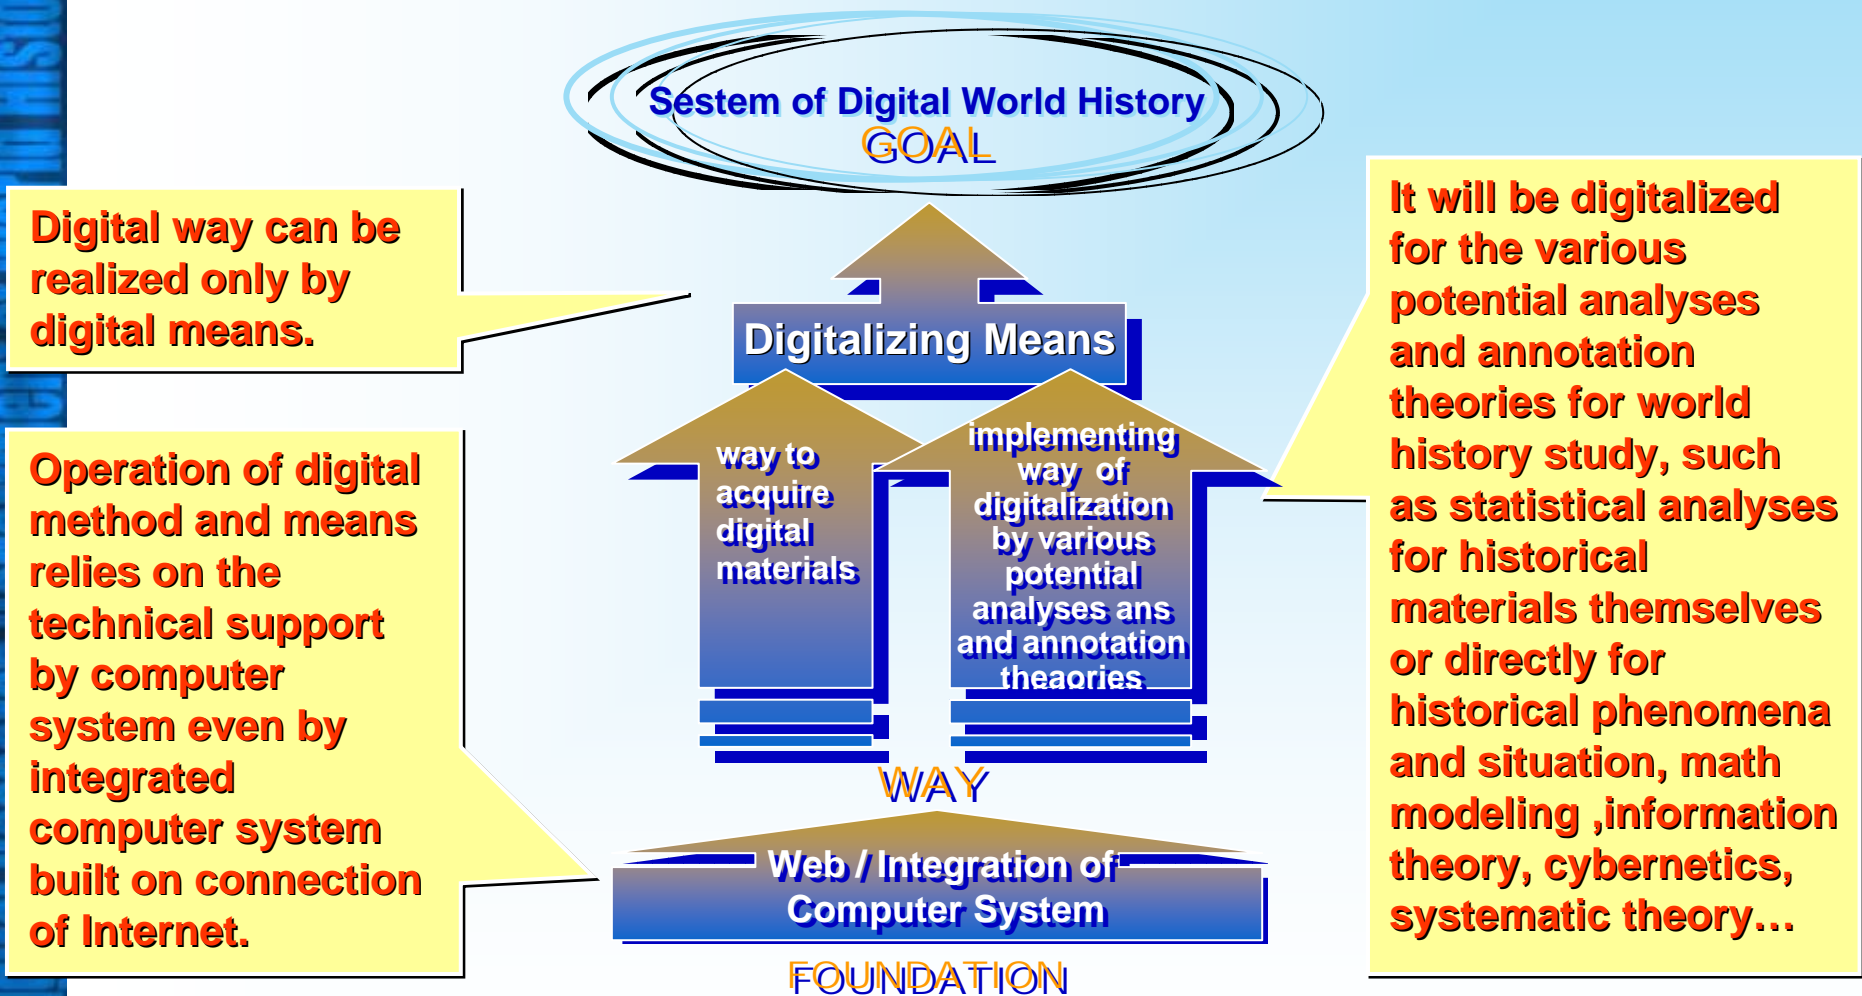 Sestem of Digital World History
GOAL
Digital way can be
realized only by
digital means.
Digitalizing Means
It will be digitalized
for the various
potential analyses
and annotation
theories for world
history study, such
as statistical analyses
for historical
materials themselves
or directly for
historical phenomena
and situation, math
modeling ,information
theory, cybernetics,
systematic theory…
way to
acquire
digital
materials
implementing
way of
digitalization
by various
potential
analyses ans
and annotation
theaories
Operation of digital
method and means
relies on the
technical support
by computer
system even by
integrated
computer system
built on connection
of Internet.
WAY
Web / Integration of
Computer System
FOUNDATION